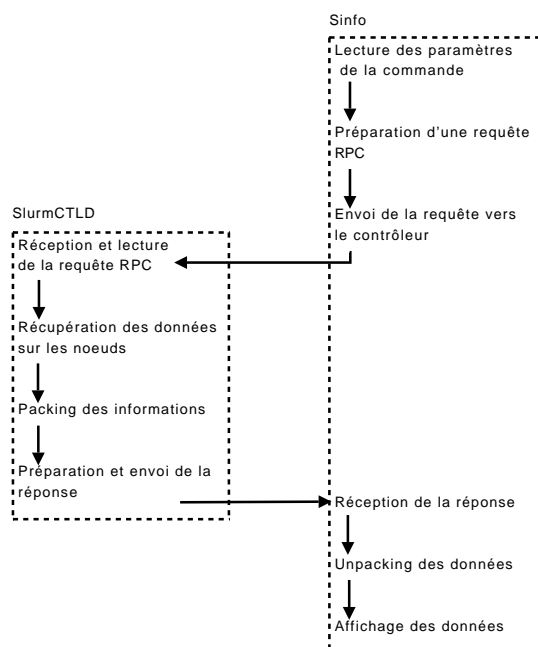 Sinfo
Lecture des paramètres
de la commande
Préparation d'une requête
RPC
Envoi de la requête vers
le contrôleur
SlurmCTLD
Réception et lecture
de la requête RPC
Récupération des données
sur les noeuds
Packing des informations
Préparation et envoi de la
réponse
Réception de la réponse
Unpacking des données
Affichage des données